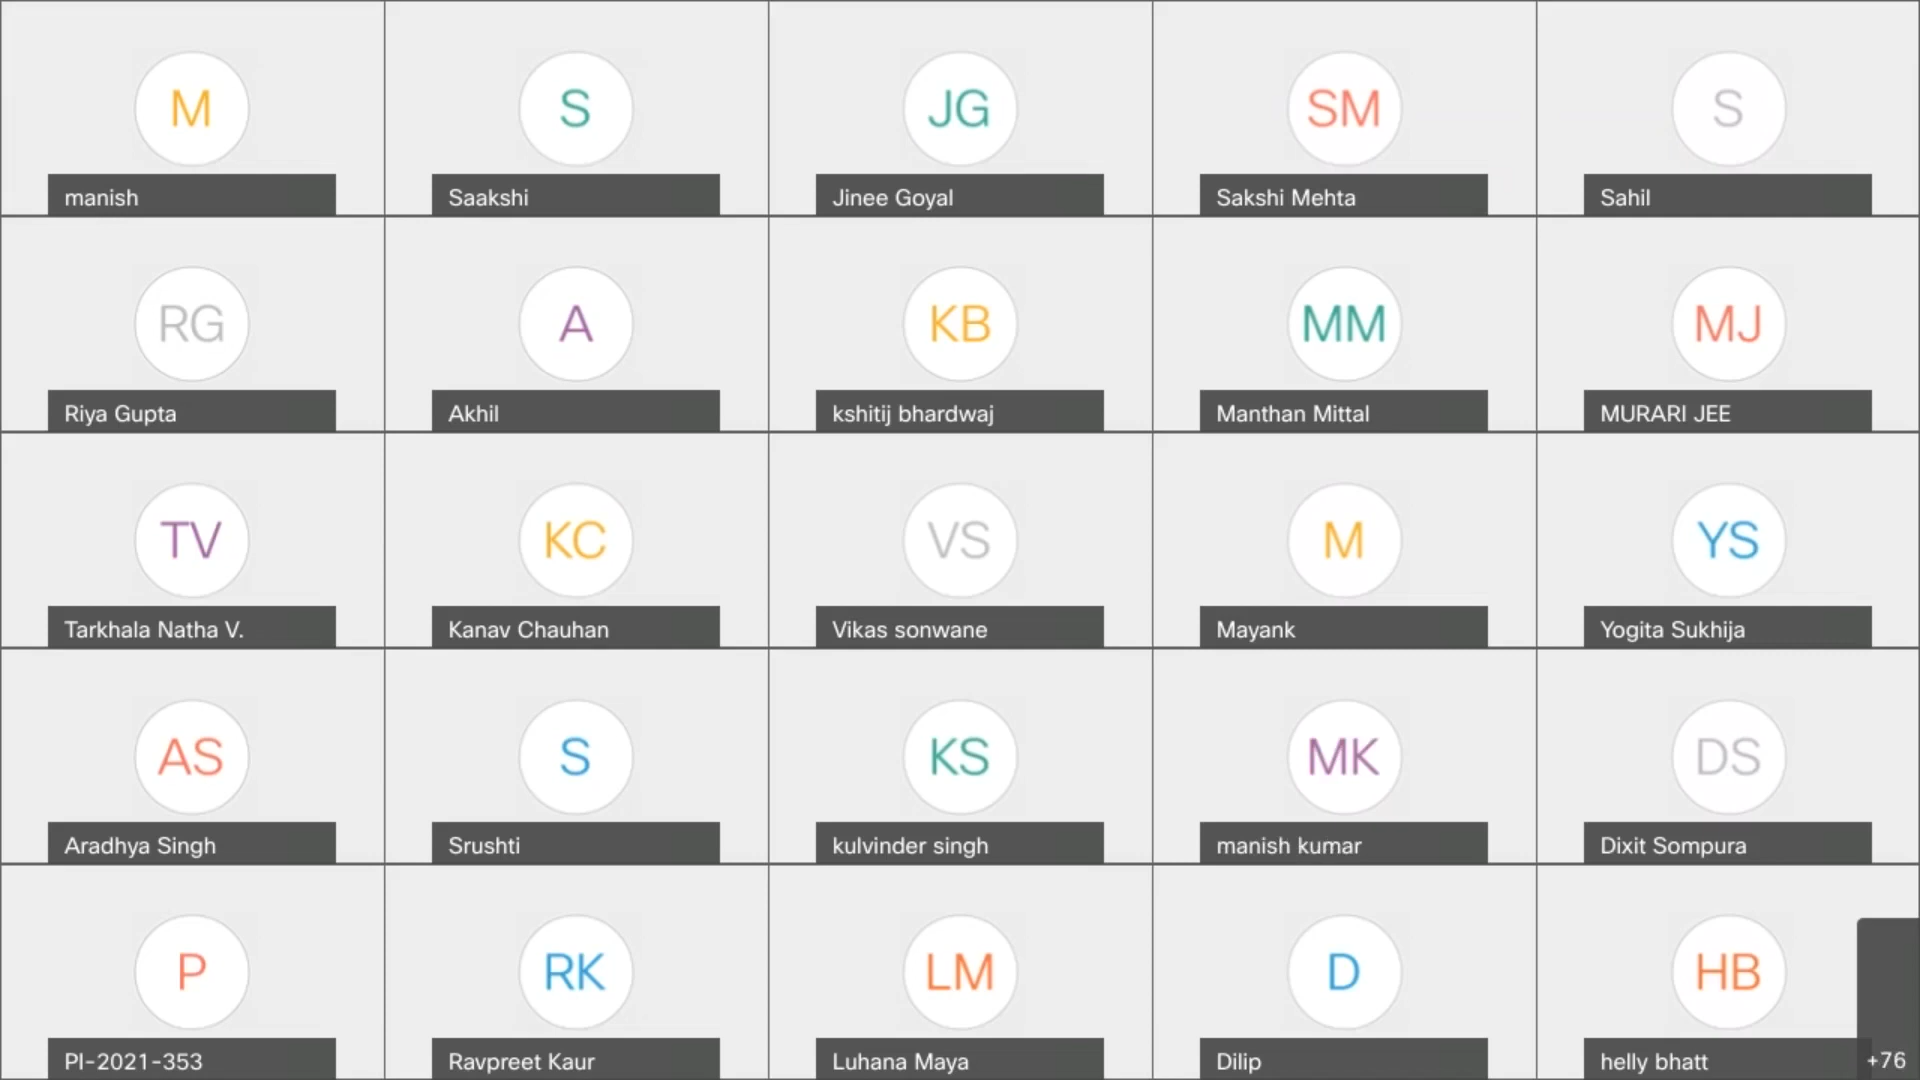 M
manish
S
Saakshi
JG
Jinee Goyal
SM
Sakshi Mehta
S
Sahil
RG
Riya Gupta
A
Akhil
KB
kshitij bhardwaj
MM
Manthan Mittal
MJ
MURARI JEE
TV
Tarkhala Natha V.
KC
Kanav Chauhan
VS
Vikas sonwane
M
Mayank
YS
Yogita Sukhija
AS
Aradhya Singh
S
Srushti
KS
kulvinder singh
MK
manish kumar
DS
Dixit Sompura
P
PI-2021-353
RK
Ravpreet Kaur
LM
Luhana Maya
D
Dilip
HB
helly bhatt
+76